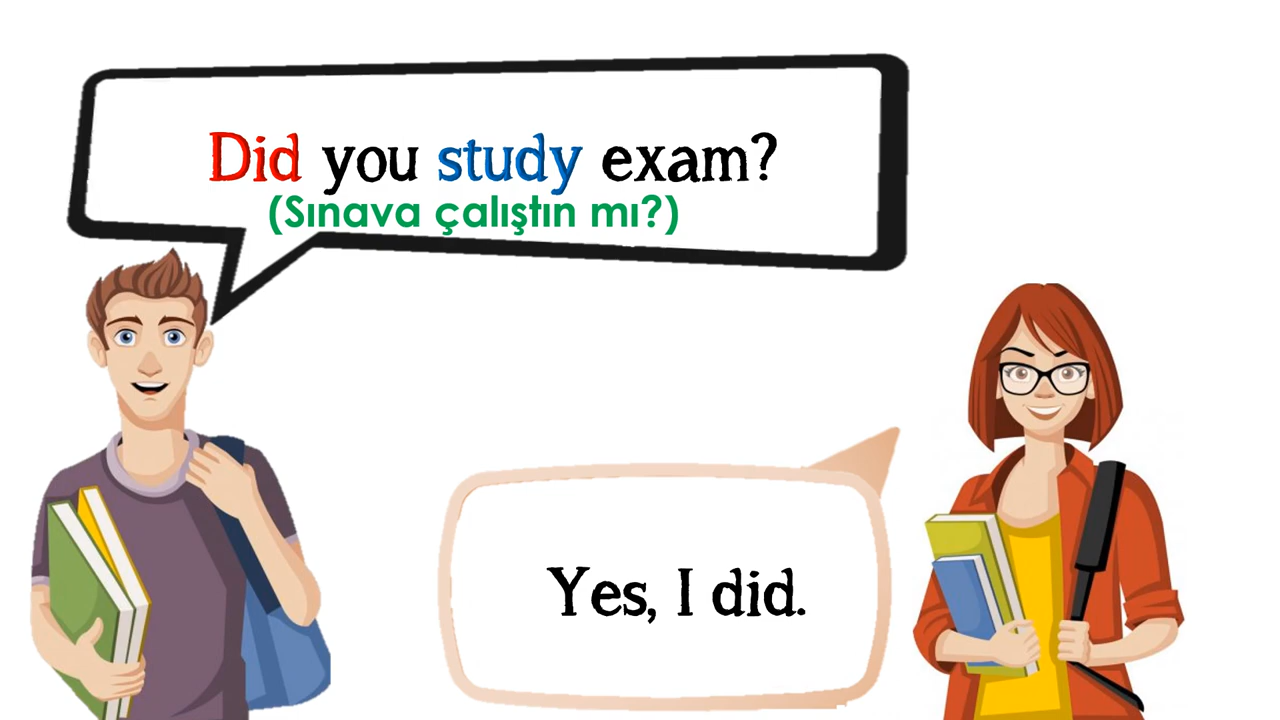 Did you study exam?
(Sınava çalıştın mı?)
Yes, I did.